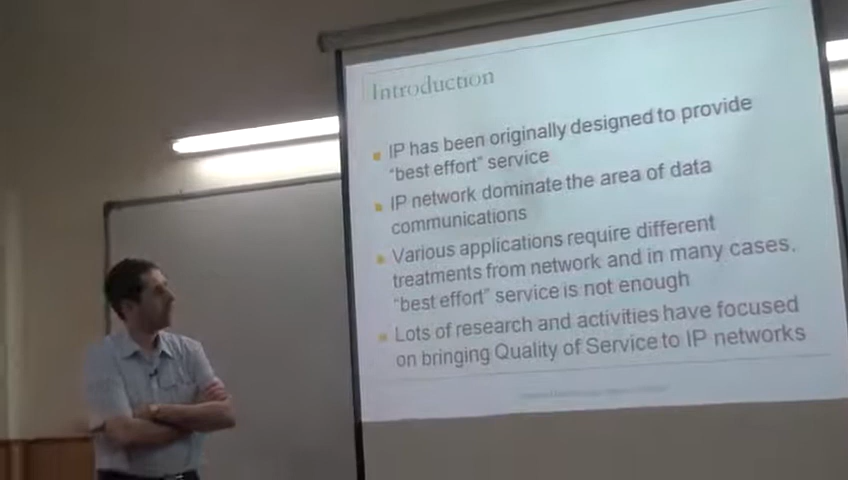 Introduction
IP has been originally designed to provide
"best effort" service
IP network dominate the area of data
communications
Various applications require different
treatments from network and in many cases,
"best effort" service is not enough
Lots of research and activities have focused
on bringing Quality of Service to IP networks